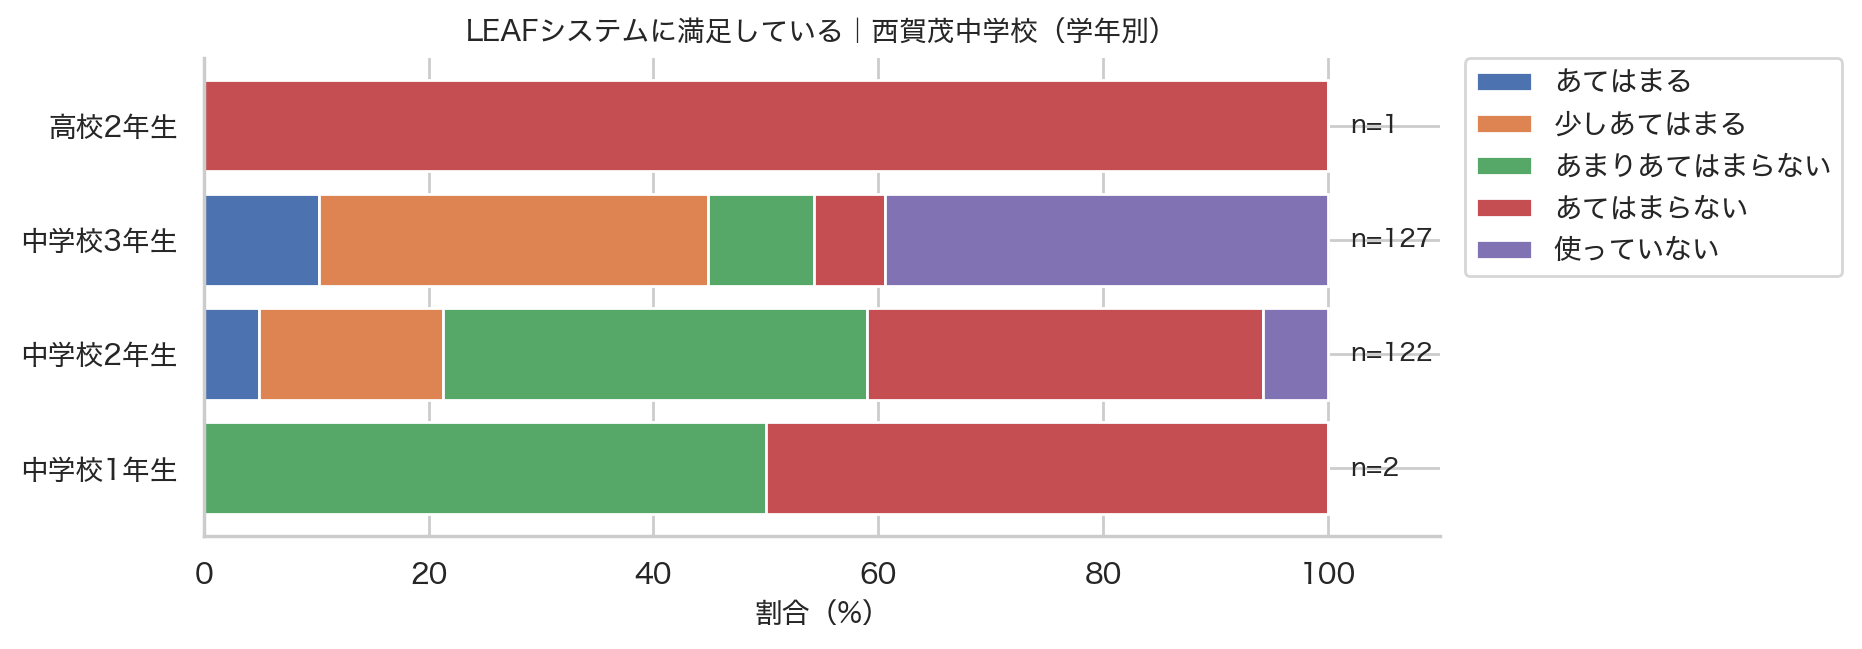 LEAFシステムに満足している｜西賀茂中学校（学年別）
高校2年生
n=1
中学校3年生
n=127
中学校2年生
n=122
中学校1年生
n=2
0 20 40 60 80 100
割合（%）
あてはまる
少しあてはまる
あまりあてはまらない
あてはまらない
使っていない